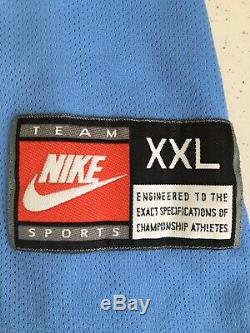 TEAM
NIKE
SPORTS
XXL
ENGINEERED TO THE
EXACT SPECIFICATIONS OF
CHAMPIONSHIP ATHLETES.